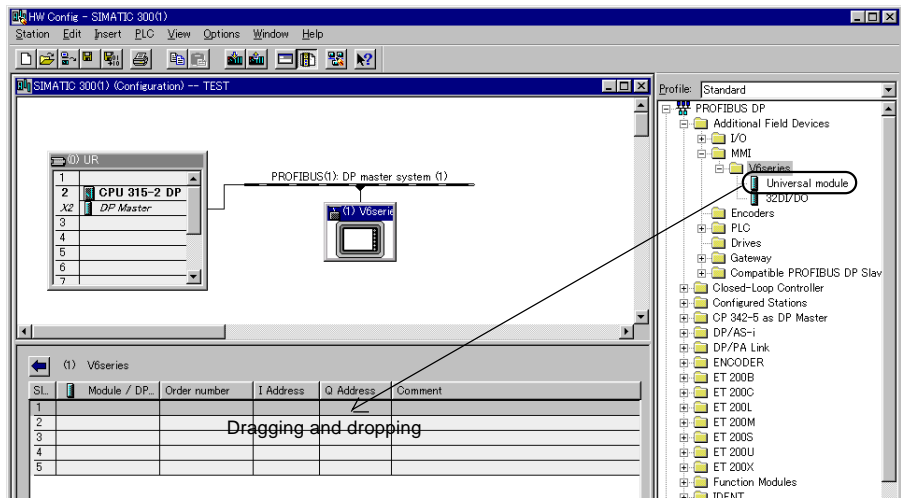 HW Config - SIMATIC 300(1)
Station Edit Insert PLC View Options Window Help
SIMATIC 300(1) (Configuration) -- TEST
(0) UR
1
2 CPU 315-2 DP
X2 DP Master
3
4
5
6
7
PROFIBUS(1): DP master system (1)
(1) V6serie
Profile: Standard
PROFIBUS DP
Additional Field Devices
I/O
MMI
V6series
Universal module
32DI/DO
Encoders
PLC
Drives
Gateway
Compatible PROFIBUS DP Slav
Closed-Loop Controller
Configured Stations
CP 342-5 as DP Master
DP/AS-i
DP/PA Link
ENCODER
ET 200B
ET 200C
ET 200L
ET 200M
ET 200S
ET 200U
ET 200X
Function Modules
IDENT
(1) V6series
Sl... Module / DP... Order number I Address Q Address Comment
1
2
3
4
5
Dragging and dropping